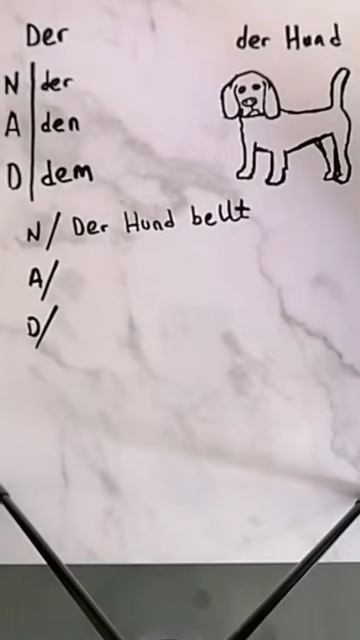 Der
der Hund
N der
A den
D dem
N/ Der Hund bellt
A/
D/